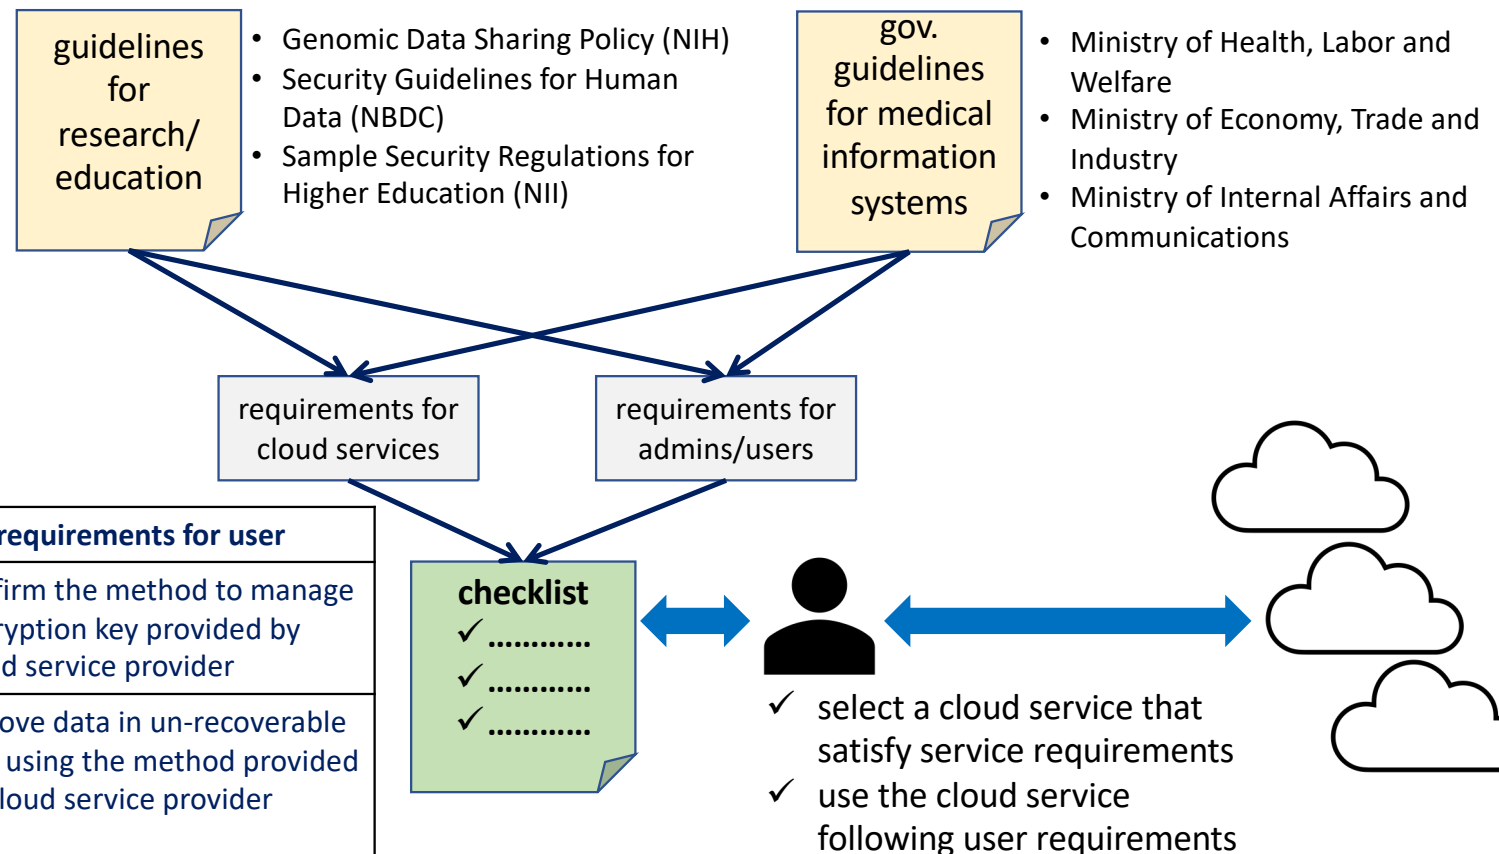 guidelines
for
research/
education
• Genomic Data Sharing Policy (NIH)
• Security Guidelines for Human
Data (NBDC)
• Sample Security Regulations for
Higher Education (NII)
gov.
guidelines
for medical
information
systems
• Ministry of Health, Labor and
Welfare
• Ministry of Economy, Trade and
Industry
• Ministry of Internal Affairs and
Communications
requirements for
cloud services
requirements for
admins/users
requirements for user
firm the method to manage
ryption key provided by
d service provider
ove data in un-recoverable
using the method provided
loud service provider
checklist
✓ ............
✓ ............
✓ ............
✓ select a cloud service that
satisfy service requirements
✓ use the cloud service
following user requirements